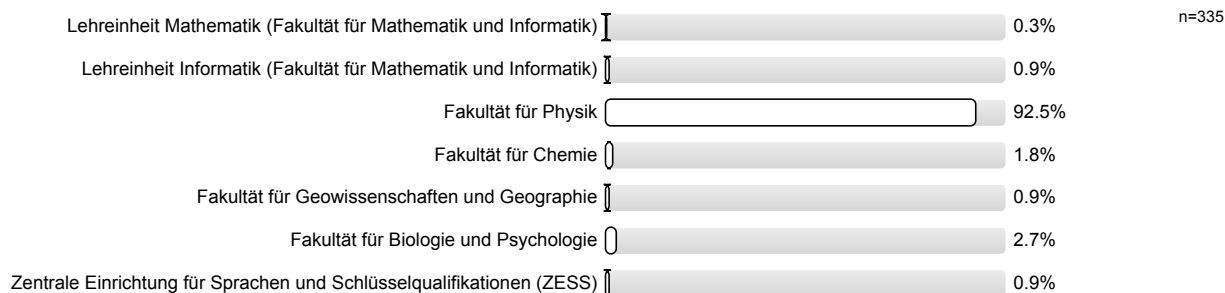 Lehreinheit Mathematik (Fakultät für Mathematik und Informatik) 0.3% n=335
Lehreinheit Informatik (Fakultät für Mathematik und Informatik) 0.9%
Fakultät für Physik 92.5%
Fakultät für Chemie 1.8%
Fakultät für Geowissenschaften und Geographie 0.9%
Fakultät für Biologie und Psychologie 2.7%
Zentrale Einrichtung für Sprachen und Schlüsselqualifikationen (ZESS) 0.9%